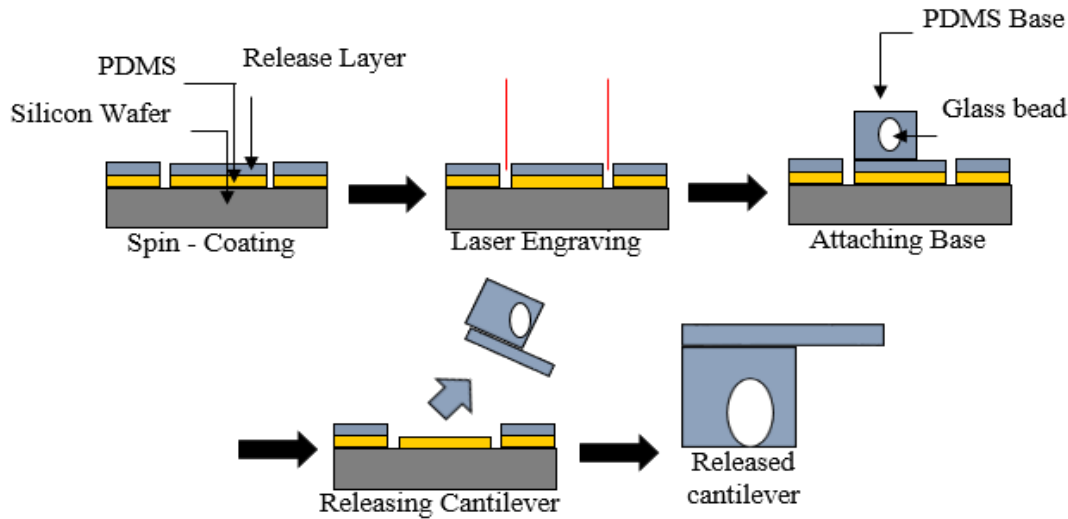 PDMS
Release Layer
Silicon Wafer
Spin - Coating
Laser Engraving
PDMS Base
Glass bead
Attaching Base
Releasing Cantilever
Released
cantilever